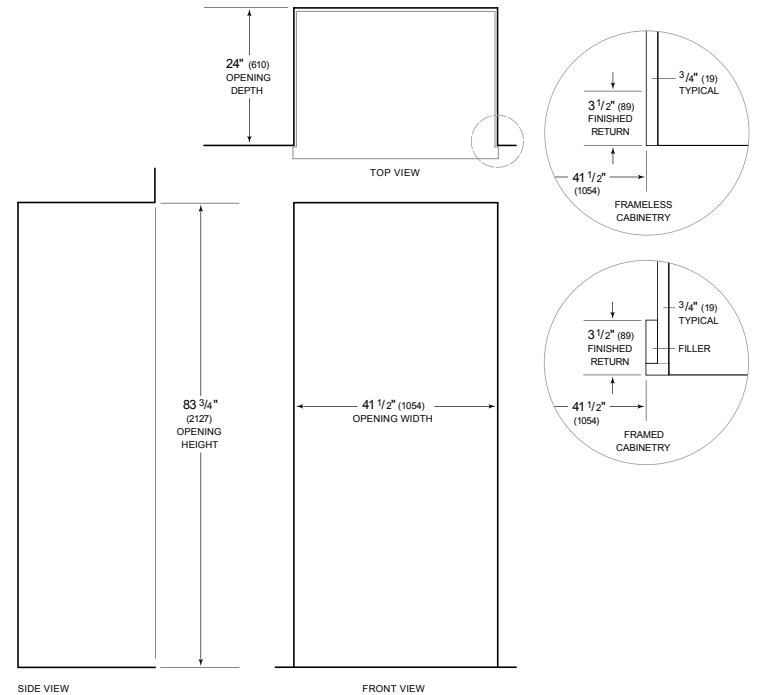 24" (610)
OPENING
DEPTH
TOP VIEW
3/4" (19)
TYPICAL
3 1/2" (89)
FINISHED
RETURN
41 1/2"
(1054)
FRAMELESS
CABINETRY
3/4" (19)
TYPICAL
3 1/2" (89)
FINISHED
RETURN
FILLER
41 1/2"
(1054)
FRAMED
CABINETRY
83 3/4"
(2127)
OPENING
HEIGHT
41 1/2" (1054)
OPENING WIDTH
SIDE VIEW
FRONT VIEW